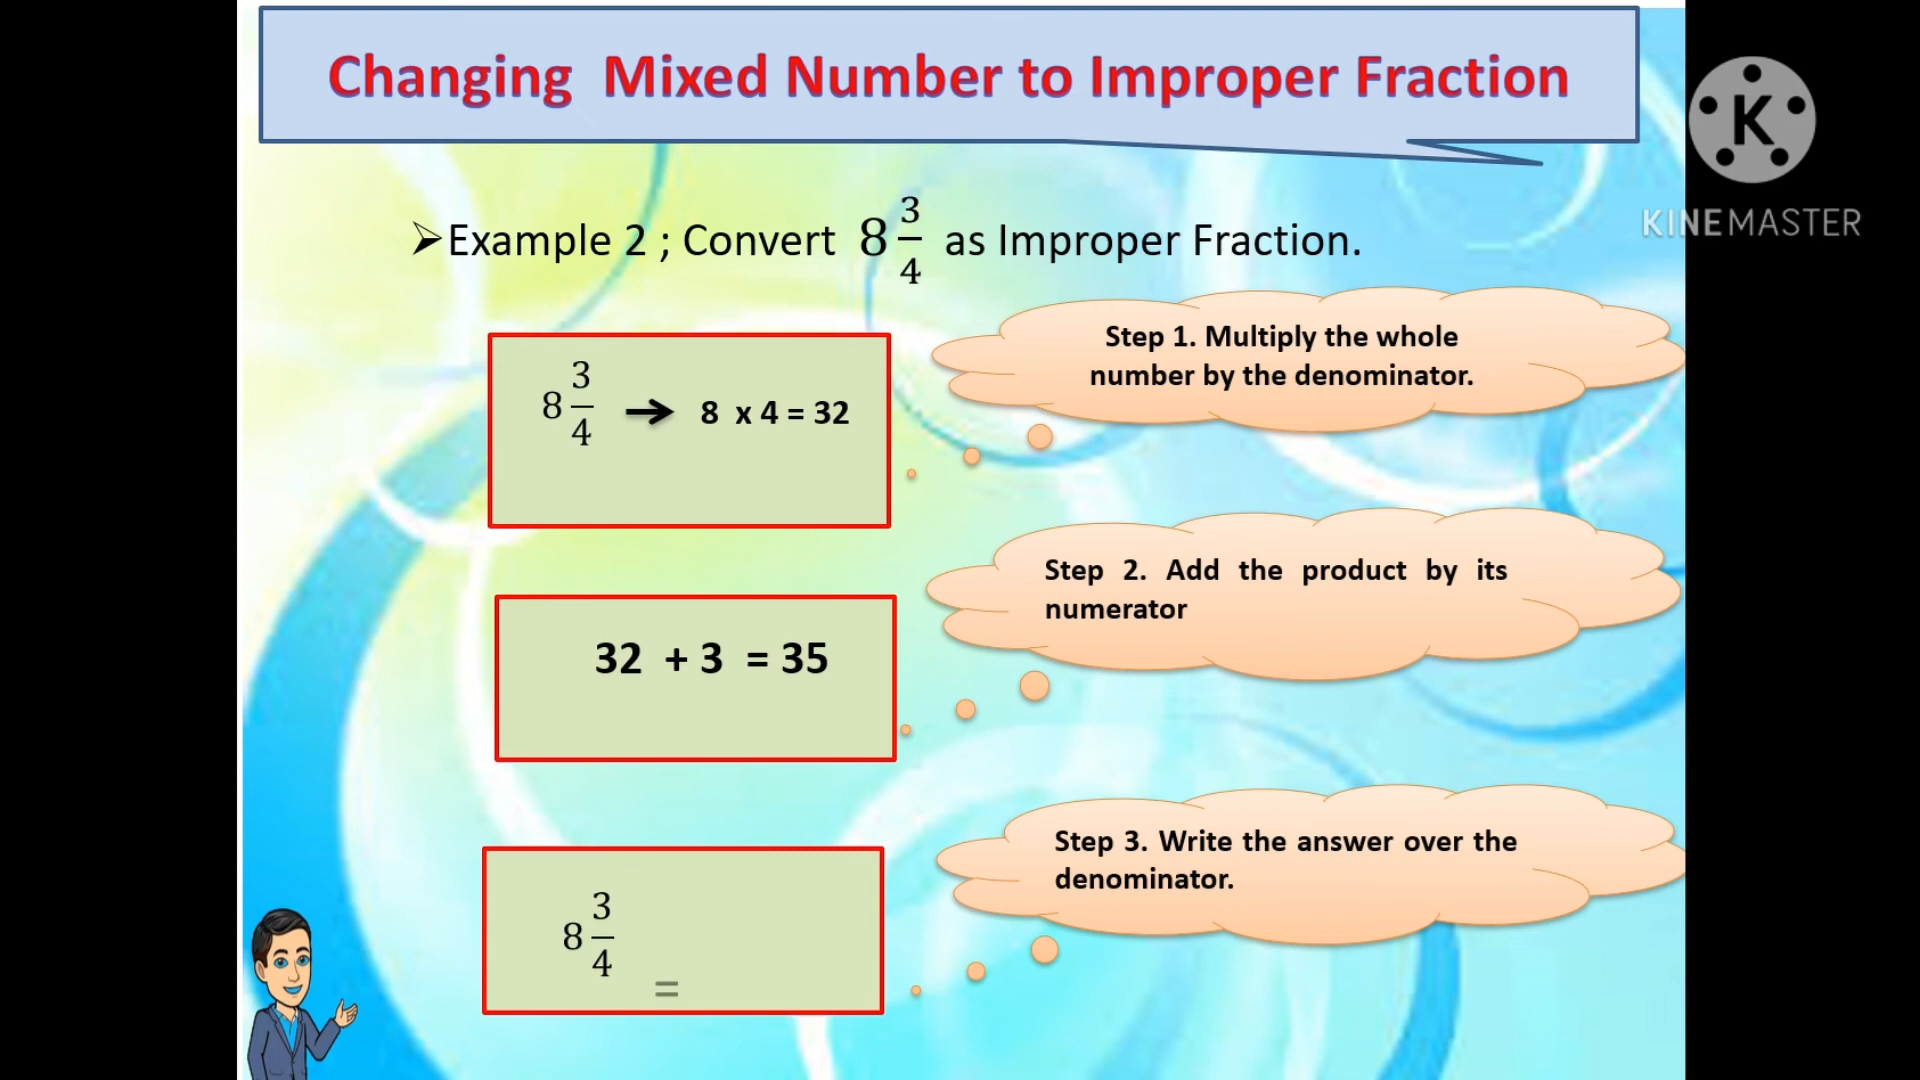 Changing Mixed Number to Improper Fraction
K
KINEMASTER
➢Example 2 ; Convert 8 3/4 as Improper Fraction.
8 3/4 → 8 x 4 = 32
Step 1. Multiply the whole
number by the denominator.
32 + 3 = 35
Step 2. Add the product by its
numerator
8 3/4 =
Step 3. Write the answer over the
denominator.